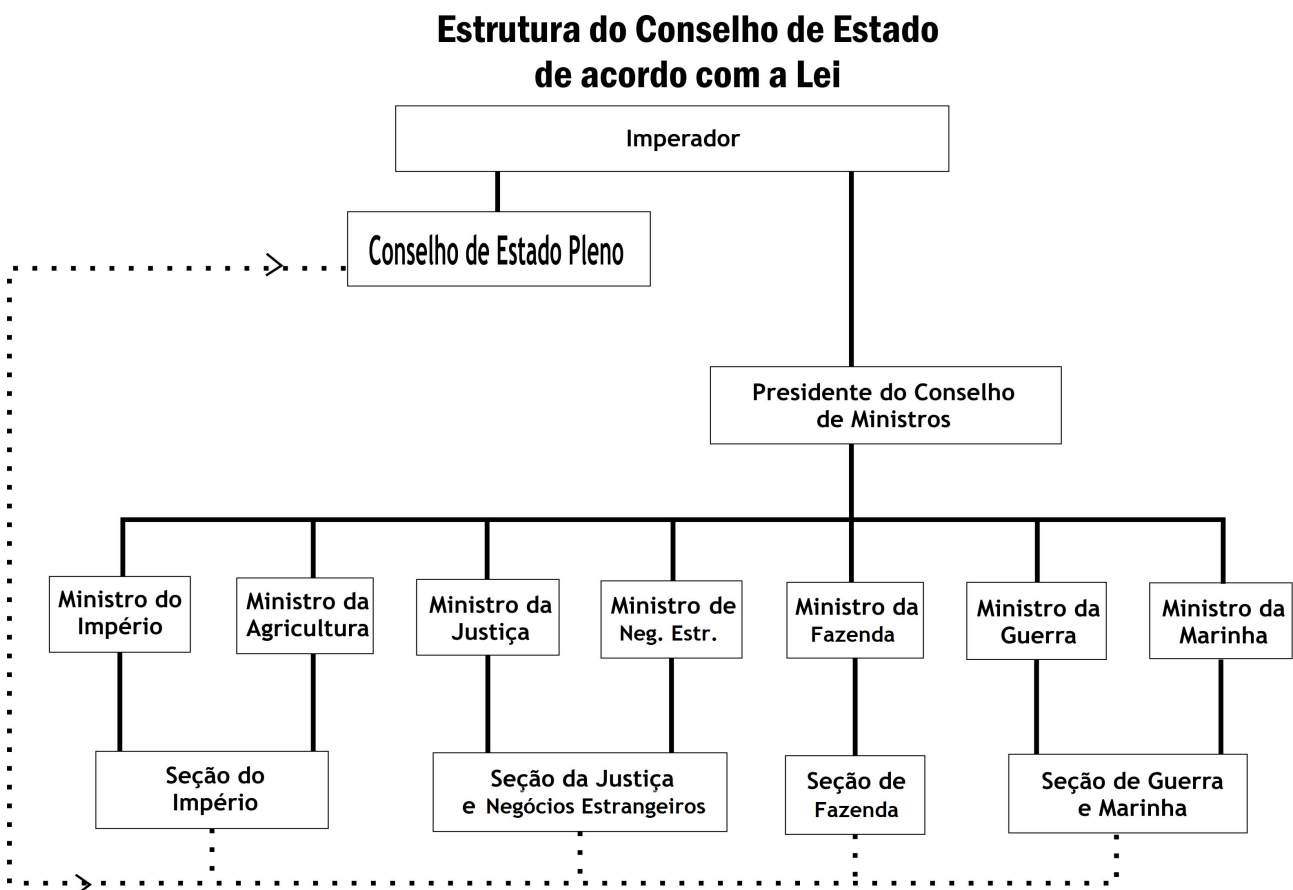 Estrutura do Conselho de Estado
de acordo com a Lei
Imperador
Conselho de Estado Pleno
Presidente do Conselho
de Ministros
Ministro do
Império
Ministro da
Agricultura
Ministro da
Justiça
Ministro de
Neg. Estr.
Ministro da
Fazenda
Ministro da
Guerra
Ministro da
Marinha
Seção do
Império
Seção da Justiça
e Negócios Estrangeiros
Seção de
Fazenda
Seção de Guerra
e Marinha